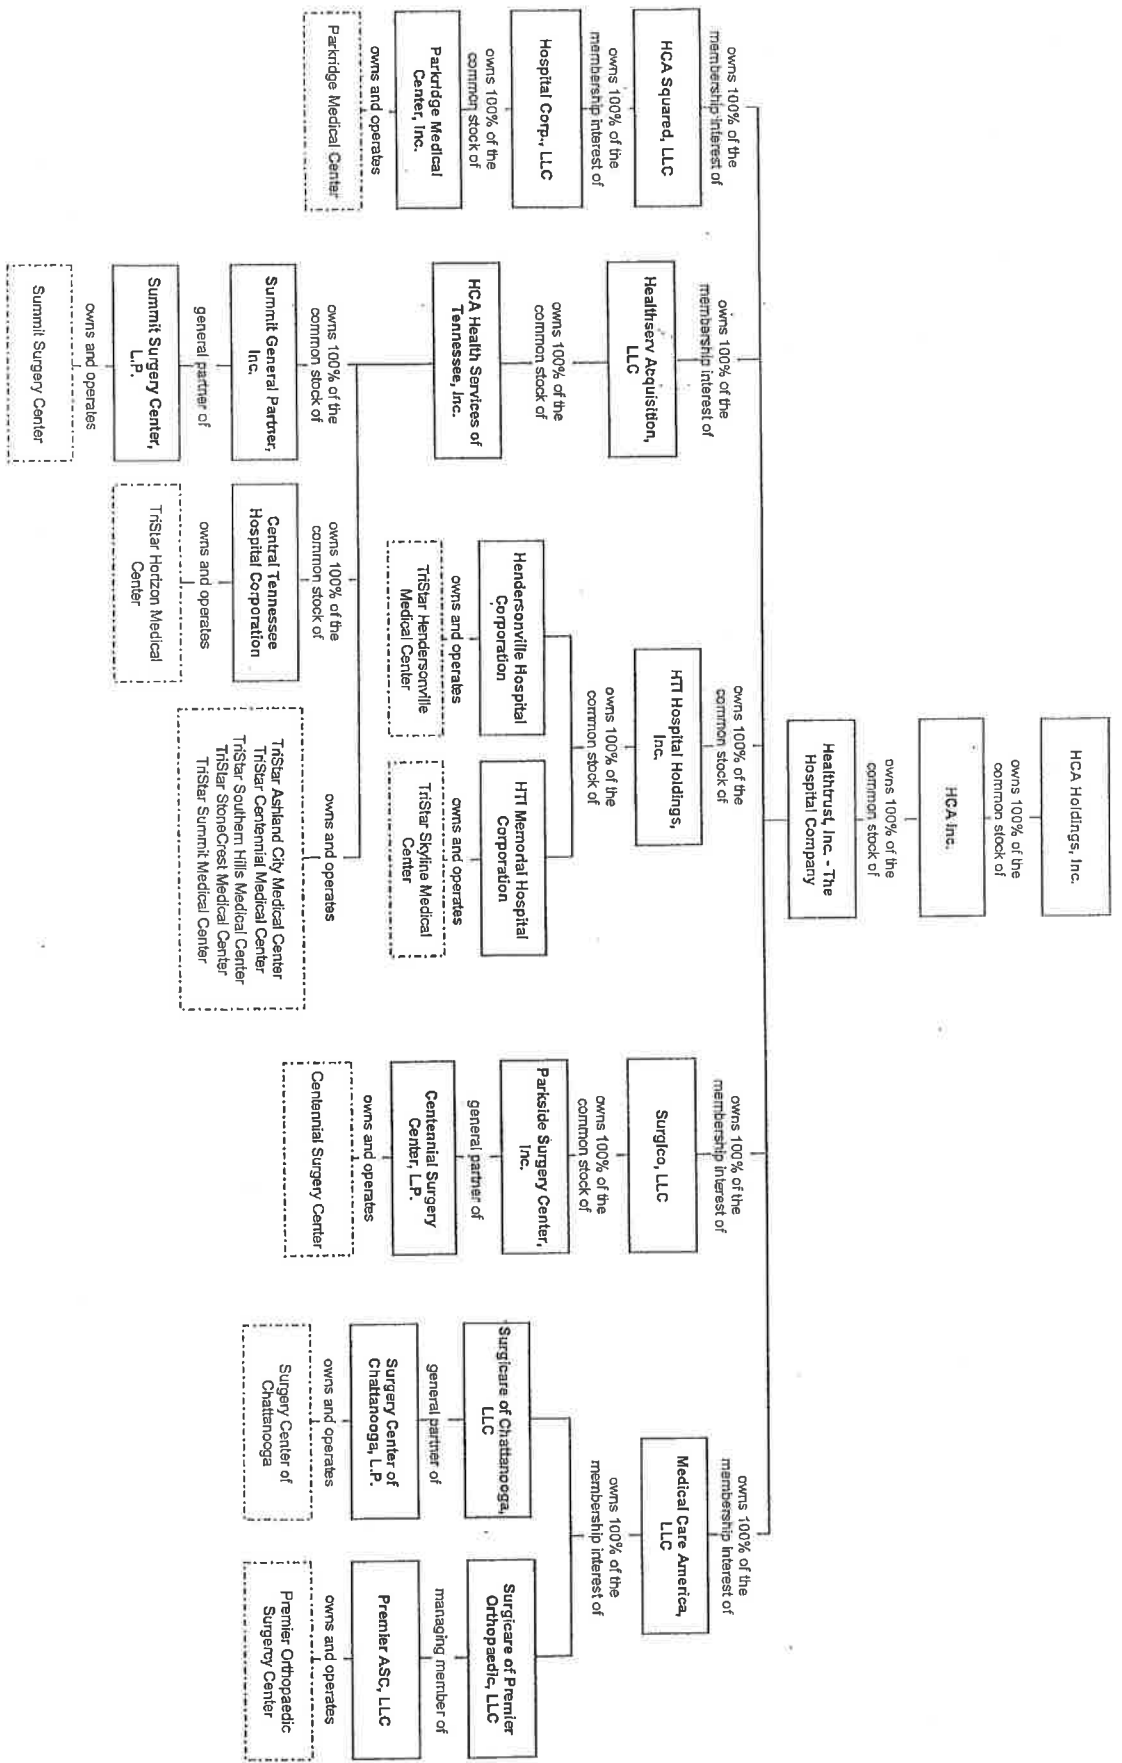 HCA Holdings, Inc.
owns 100% of the
common stock of
HCA Inc.
owns 100% of the
common stock of
Healthtrust, Inc. - The
Hospital Company
owns 100% of the
membership interest of
HCA Squared, LLC
owns 100% of the
membership interest of
Hospital Corp., LLC
owns 100% of the
common stock of
Parkridge Medical
Center, Inc.
owns and operates
Parkridge Medical Center
owns 100% of the
membership interest of
Healthserv Acquisition,
LLC
owns 100% of the
common stock of
HCA Health Services of
Tennessee, Inc.
owns 100% of the
common stock of
Summit General Partner,
Inc.
general partner of
Summit Surgery Center,
L.P.
owns and operates
Summit Surgery Center
owns 100% of the
common stock of
Central Tennessee
Hospital Corporation
owns and operates
TriStar Horizon Medical
Center
owns and operates
TriStar Ashland City Medical Center
TriStar Centennial Medical Center
TriStar Southern Hills Medical Center
TriStar StoneCrest Medical Center
TriStar Summit Medical Center
owns 100% of the
common stock of
HTI Hospital Holdings,
Inc.
owns 100% of the
common stock of
Hendersonville Hospital
Corporation
owns and operates
TriStar Hendersonville
Medical Center
HTI Memorial Hospital
Corporation
owns and operates
TriStar Skyline Medical
Center
owns 100% of the
membership interest of
Surgico, LLC
owns 100% of the
common stock of
Parkside Surgery Center,
Inc.
general partner of
Centennial Surgery
Center, L.P.
owns and operates
Centennial Surgery Center
owns 100% of the
membership interest of
Medical Care America,
LLC
owns 100% of the
membership interest of
Surgicare of Chattanooga,
LLC
general partner of
Surgery Center of
Chattanooga, L.P.
owns and operates
Surgery Center of
Chattanooga
Surgicare of Premier
Orthopaedic, LLC
managing member of
Premier ASC, LLC
owns and operates
Premier Orthopaedic
Surgery Center